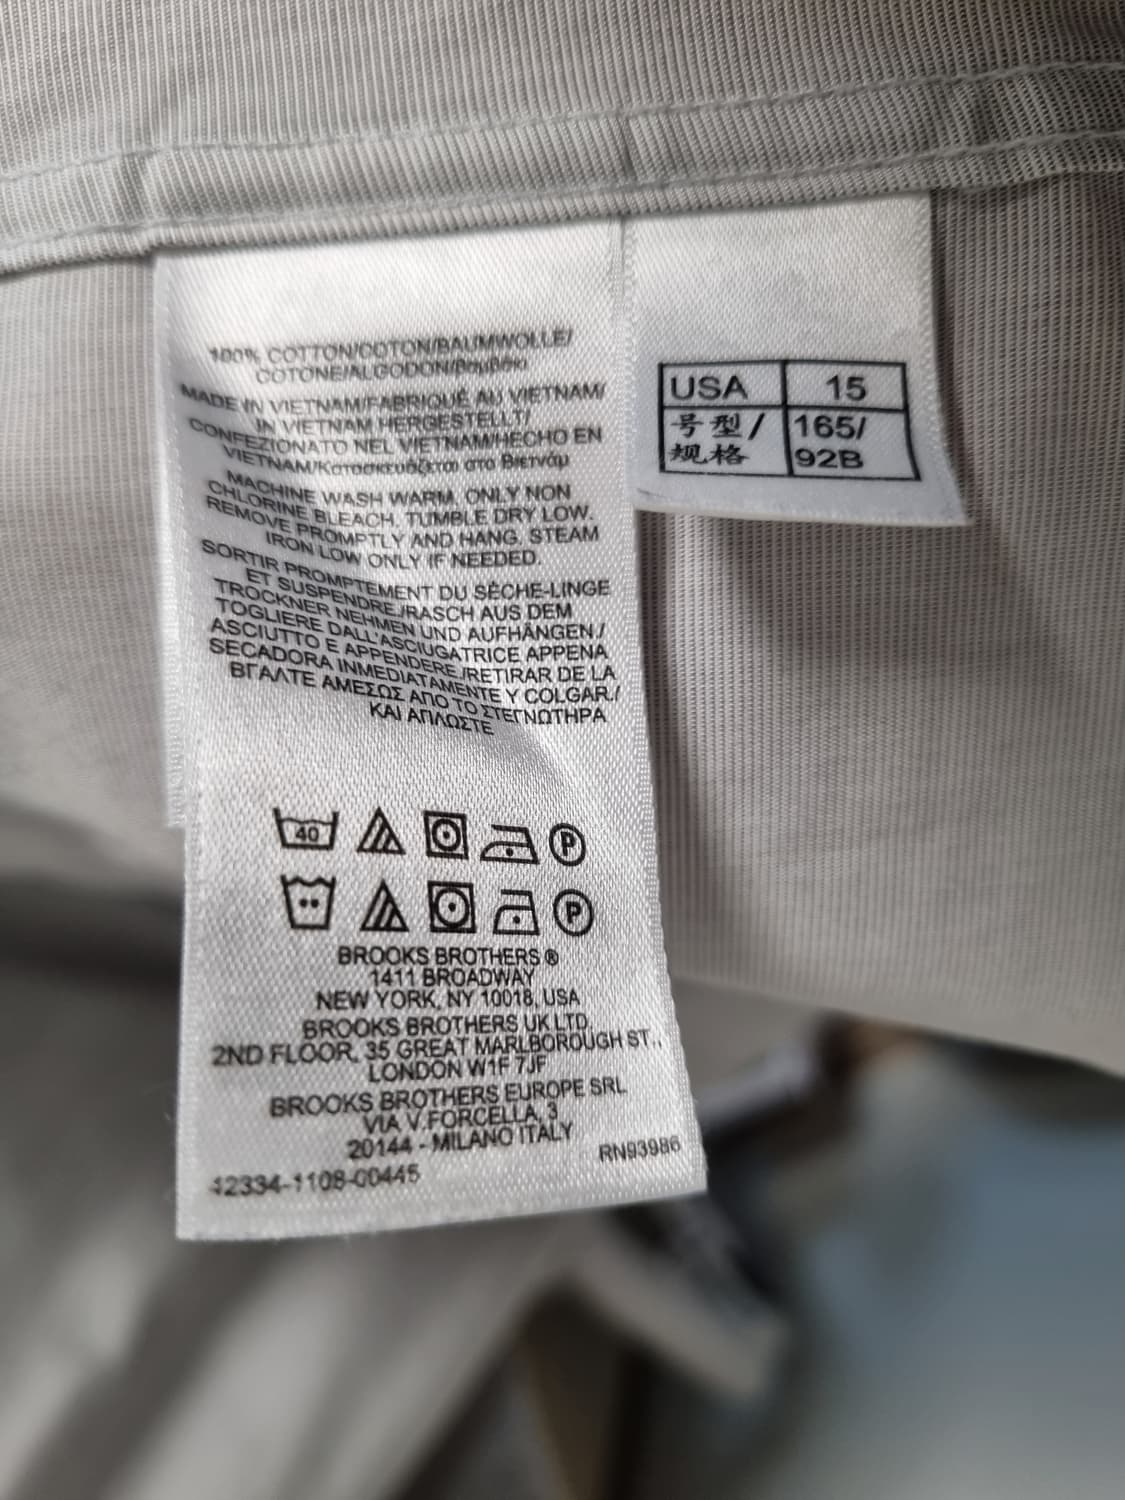 100% COTTON/COTON/BAUMWOLLE/
COTONE/ALGODON/Βαμβάκι
MADE IN VIETNAM/FABRIQUÉ AU VIETNAM/
IN VIETNAM HERGESTELLT/
CONFEZIONATO NEL VIETNAM/HECHO EN
VIETNAM/Κατασκευάζεται στο Βιετνάμ
MACHINE WASH WARM. ONLY NON
CHLORINE BLEACH. TUMBLE DRY LOW.
REMOVE PROMPTLY AND HANG. STEAM
IRON LOW ONLY IF NEEDED.
SORTIR PROMPTEMENT DU SÈCHE-LINGE
ET SUSPENDRE./RASCH AUS DEM
TROCKNER NEHMEN UND AUFHÄNGEN./
TOGLIERE DALL'ASCIUGATRICE APPENA
ASCIUTTO E APPENDERE./RETIRAR DE LA
SECADORA INMEDIATAMENTE Y COLGAR./
ΒΓΑΛΤΕ ΑΜΕΣΩΣ ΑΠΟ ΤΟ ΣΤΕΓΝΩΤΗΡΑ
ΚΑΙ ΑΠΛΩΣΤΕ
40 P
P
BROOKS BROTHERS ®
1411 BROADWAY
NEW YORK, NY 10018, USA
BROOKS BROTHERS UK LTD.
2ND FLOOR, 35 GREAT MARLBOROUGH ST.,
LONDON W1F 7JF
BROOKS BROTHERS EUROPE SRL
VIA V.FORCELLA, 3
20144 - MILANO ITALY
RN93986
42334-1108-00445
USA 15
号型/ 165/
规格 92B